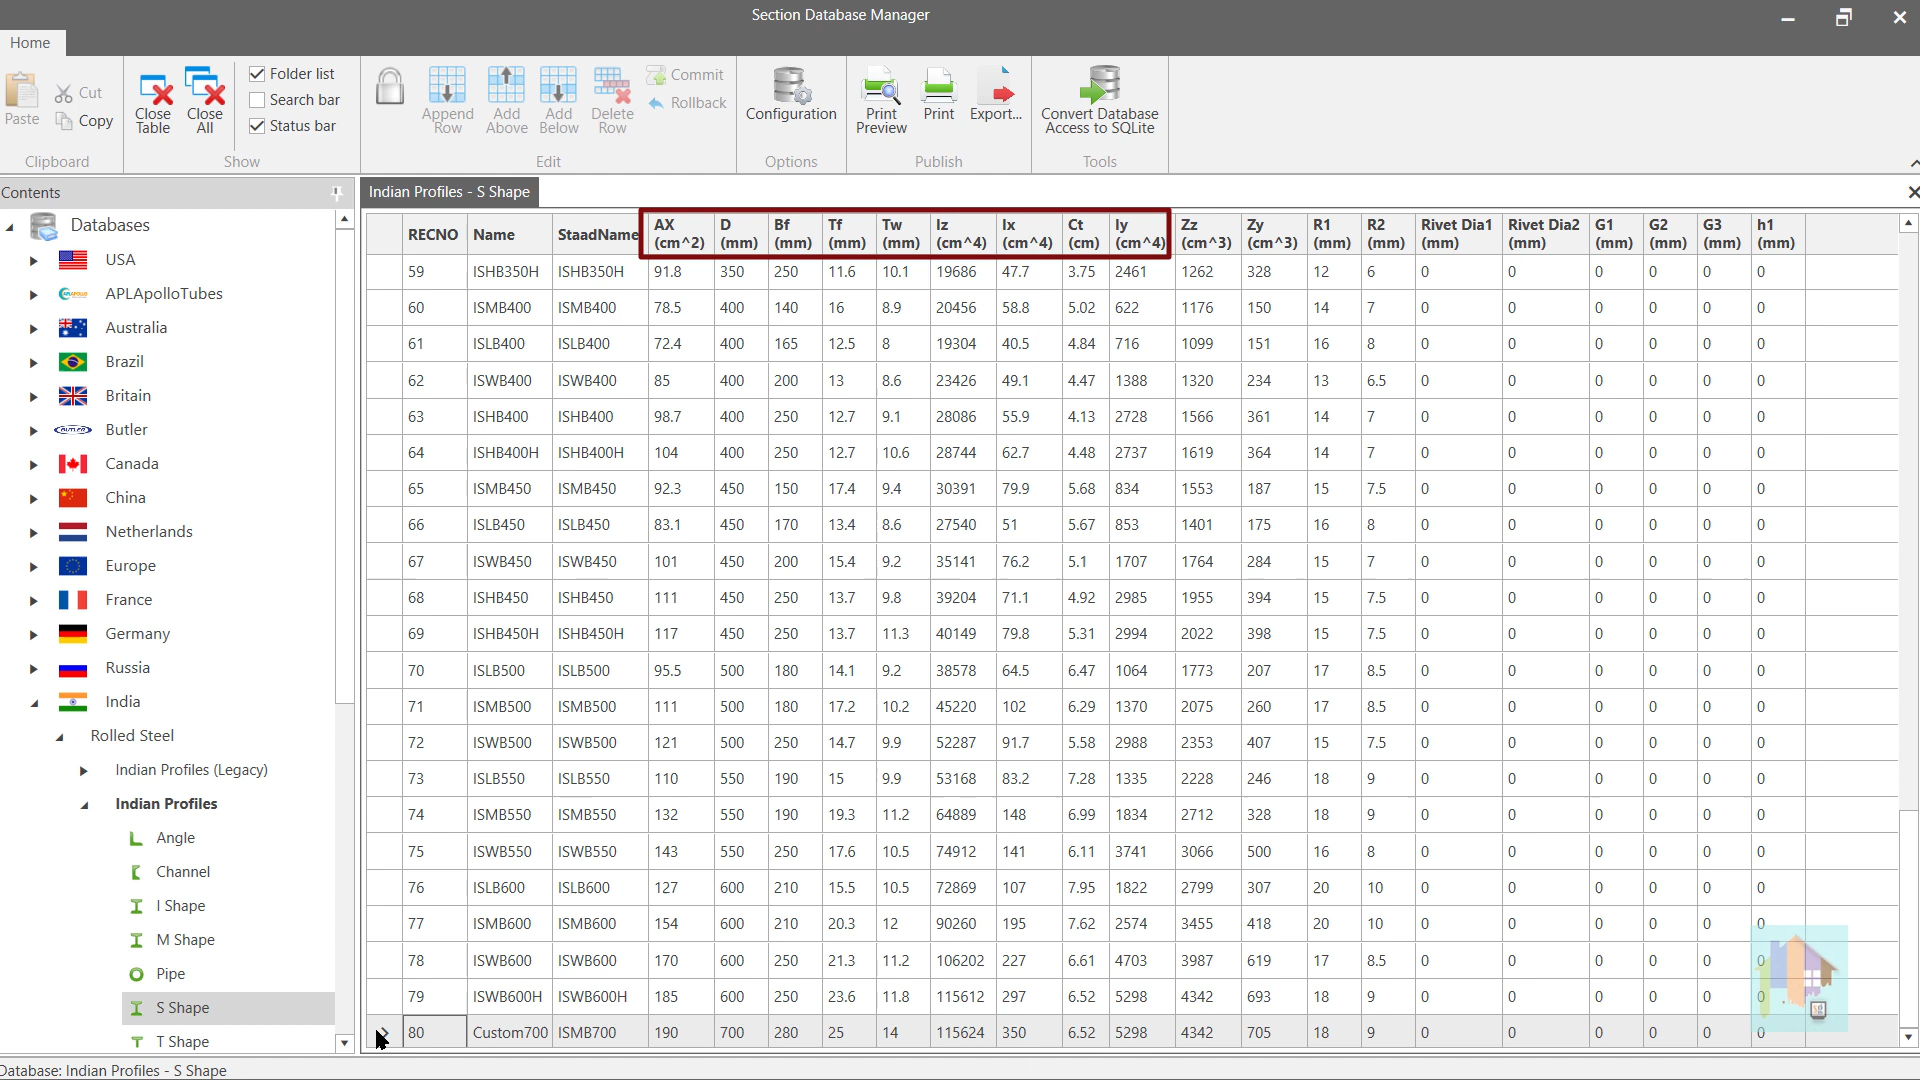 Section Database Manager
Home
Paste
Cut
Copy
Clipboard
Close Table
Close All
Folder list
Search bar
Status bar
Show
Append Row
Add Above
Add Below
Delete Row
Commit
Rollback
Edit
Configuration
Options
Print Preview
Print
Export...
Publish
Convert Database Access to SQLite
Tools
Contents
Databases
USA
APLApolloTubes
Australia
Brazil
Britain
Butler
Canada
China
Netherlands
Europe
France
Germany
Russia
India
Rolled Steel
Indian Profiles (Legacy)
Indian Profiles
Angle
Channel
I Shape
M Shape
Pipe
S Shape
T Shape
Indian Profiles - S Shape
RECNO Name StaadName AX (cm^2) D (mm) Bf (mm) Tf (mm) Tw (mm) Iz (cm^4) Ix (cm^4) Ct (cm) Iy (cm^4) Zz (cm^3) Zy (cm^3) R1 (mm) R2 (mm) Rivet Dia1 (mm) Rivet Dia2 (mm) G1 (mm) G2 (mm) G3 (mm) h1 (mm)
59 ISHB350H ISHB350H 91.8 350 250 11.6 10.1 19686 47.7 3.75 2461 1262 328 12 6 0 0 0 0 0 0
60 ISMB400 ISMB400 78.5 400 140 16 8.9 20456 58.8 5.02 622 1176 150 14 7 0 0 0 0 0 0
61 ISLB400 ISLB400 72.4 400 165 12.5 8 19304 40.5 4.84 716 1099 151 16 8 0 0 0 0 0 0
62 ISWB400 ISWB400 85 400 200 13 8.6 23426 49.1 4.47 1388 1320 234 13 6.5 0 0 0 0 0 0
63 ISHB400 ISHB400 98.7 400 250 12.7 9.1 28086 55.9 4.13 2728 1566 361 14 7 0 0 0 0 0 0
64 ISHB400H ISHB400H 104 400 250 12.7 10.6 28744 62.7 4.48 2737 1619 364 14 7 0 0 0 0 0 0
65 ISMB450 ISMB450 92.3 450 150 17.4 9.4 30391 79.9 5.68 834 1553 187 15 7.5 0 0 0 0 0 0
66 ISLB450 ISLB450 83.1 450 170 13.4 8.6 27540 51 5.67 853 1401 175 16 8 0 0 0 0 0 0
67 ISWB450 ISWB450 101 450 200 15.4 9.2 35141 76.2 5.1 1707 1764 284 15 7 0 0 0 0 0 0
68 ISHB450 ISHB450 111 450 250 13.7 9.8 39204 71.1 4.92 2985 1955 394 15 7.5 0 0 0 0 0 0
69 ISHB450H ISHB450H 117 450 250 13.7 11.3 40149 79.8 5.31 2994 2022 398 15 7.5 0 0 0 0 0 0
70 ISLB500 ISLB500 95.5 500 180 14.1 9.2 38578 64.5 6.47 1064 1773 207 17 8.5 0 0 0 0 0 0
71 ISMB500 ISMB500 111 500 180 17.2 10.2 45220 102 6.29 1370 2075 260 17 8.5 0 0 0 0 0 0
72 ISWB500 ISWB500 121 500 250 14.7 9.9 52287 91.7 5.58 2988 2353 407 15 7.5 0 0 0 0 0 0
73 ISLB550 ISLB550 110 550 190 15 9.9 53168 83.2 7.28 1335 2228 246 18 9 0 0 0 0 0 0
74 ISMB550 ISMB550 132 550 190 19.3 11.2 64889 148 6.99 1834 2712 328 18 9 0 0 0 0 0 0
75 ISWB550 ISWB550 143 550 250 17.6 10.5 74912 141 6.11 3741 3066 500 16 8 0 0 0 0 0 0
76 ISLB600 ISLB600 127 600 210 15.5 10.5 72869 107 7.95 1822 2799 307 20 10 0 0 0 0 0 0
77 ISMB600 ISMB600 154 600 210 20.3 12 90260 195 7.62 2574 3455 418 20 10 0 0 0 0 0 0
78 ISWB600 ISWB600 170 600 250 21.3 11.2 106202 227 6.61 4703 3987 619 17 8.5 0 0 0 0 0 0
79 ISWB600H ISWB600H 185 600 250 23.6 11.8 115612 297 6.52 5298 4342 693 18 9 0 0 0 0 0 0
80 Custom700 ISMB700 190 700 280 25 14 115624 350 6.52 5298 4342 705 18 9 0 0 0 0 0 0
Database: Indian Profiles - S Shape